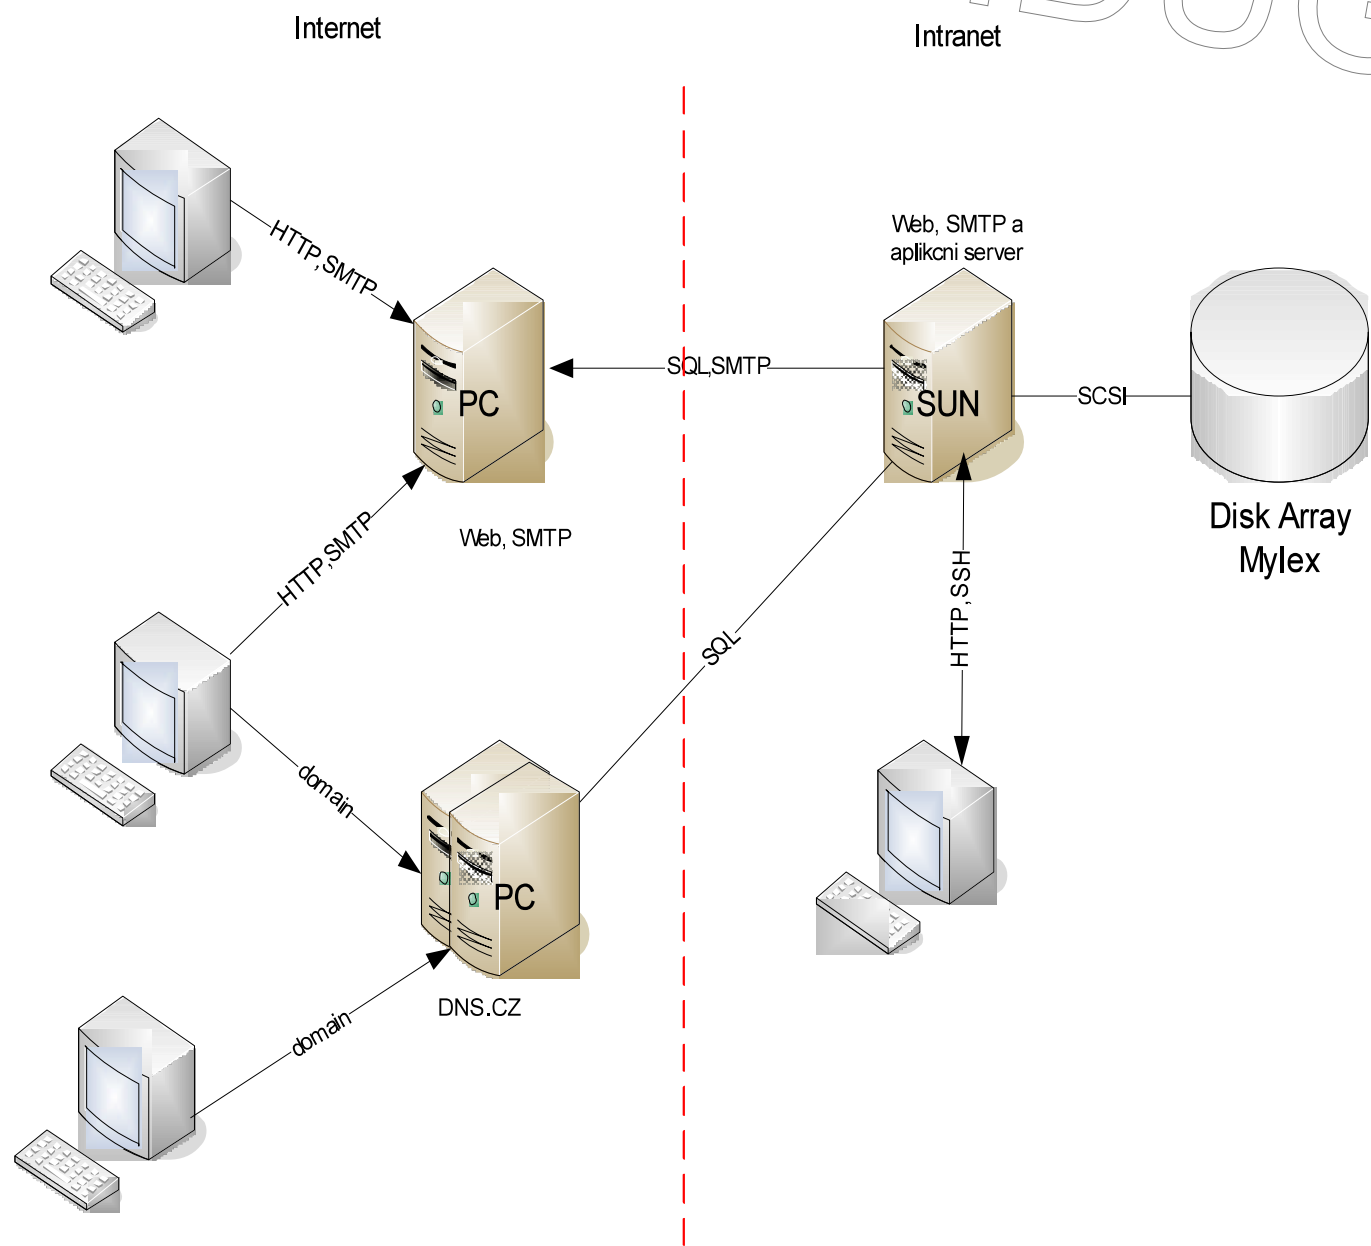 Internet
Intranet
HTTP,SMTP
Web, SMTP a
aplikcni server
PC
SQL,SMTP
SUN
SCSI
Disk Array
Mylex
HTTP,SMTP
Web, SMTP
HTTP,SSH
SQL
domain
PC
DNS.CZ
domain